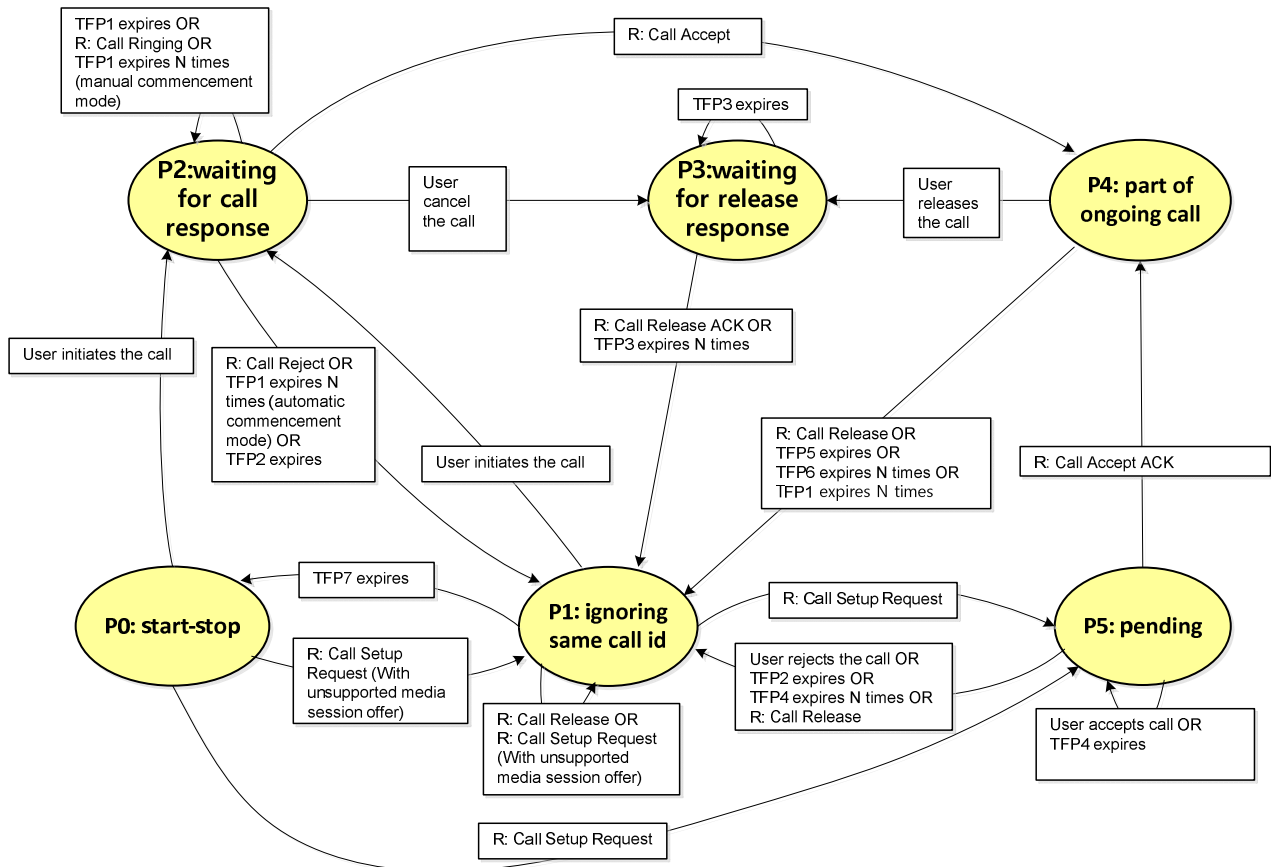 TFP1 expires OR
R: Call Ringing OR
TFP1 expires N times
(manual commencement
mode)
R: Call Accept
TFP3 expires
P2:waiting
for call
response
User
cancel
the call
P3:waiting
for release
response
User
releases
the call
P4: part of
ongoing call
User initiates the call
R: Call Reject OR
TFP1 expires N
times (automatic
commencement
mode) OR
TFP2 expires
User initiates the call
R: Call Release ACK OR
TFP3 expires N times
R: Call Release OR
TFP5 expires OR
TFP6 expires N times OR
TFP1 expires N times
R: Call Accept ACK
P0: start-stop
TFP7 expires
R: Call Setup
Request (With
unsupported media
session offer)
P1: ignoring
same call id
R: Call Release OR
R: Call Setup Request
(With unsupported
media session offer)
R: Call Setup Request
User rejects the call OR
TFP2 expires OR
TFP4 expires N times OR
R: Call Release
P5: pending
User accepts call OR
TFP4 expires
R: Call Setup Request